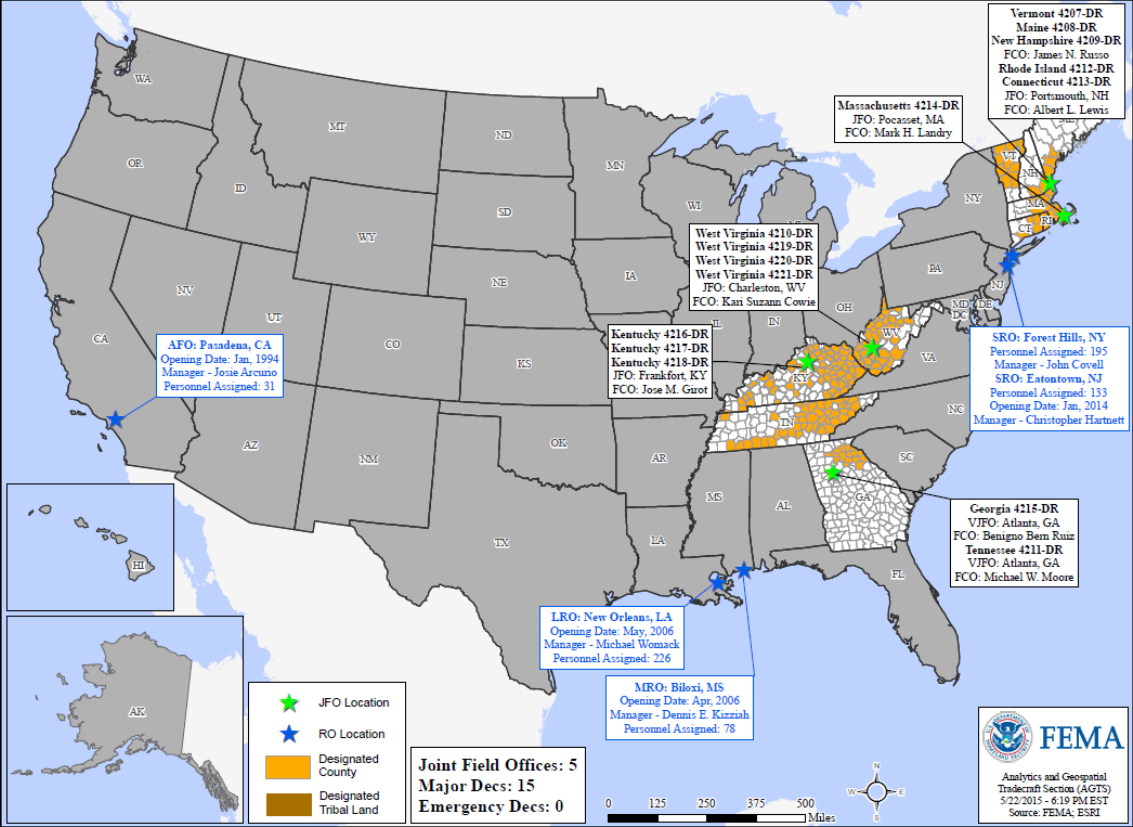 Vermont 4207-DR
Maine 4208-DR
New Hampshire 4209-DR
FCO: James N. Russo
Rhode Island 4212-DR
Connecticut 4213-DR
JFO: Portsmouth, NH
FCO: Albert L. Lewis
Massachusetts 4214-DR
JFO: Pocasset, MA
FCO: Mark H. Landry
West Virginia 4210-DR
West Virginia 4219-DR
West Virginia 4220-DR
West Virginia 4221-DR
JFO: Charleston, WV
FCO: Kari Suzann Cowie
Kentucky 4216-DR
Kentucky 4217-DR
Kentucky 4218-DR
JFO: Frankfort, KY
FCO: Jose M. Girot
AFO: Pasadena, CA
Opening Date: Jan, 1994
Manager - Josie Arcurio
Personnel Assigned: 31
SRO: Forest Hills, NY
Personnel Assigned: 195
Manager - John Covell
SRO: Eatontown, NJ
Personnel Assigned: 133
Opening Date: Jan, 2014
Manager - Christopher Hartnett
Georgia 4215-DR
VJFO: Atlanta, GA
FCO: Benigno Bern Ruiz
Tennessee 4211-DR
VJFO: Atlanta, GA
FCO: Michael W. Moore
LRO: New Orleans, LA
Opening Date: May, 2006
Manager - Michael Womack
Personnel Assigned: 226
MRO: Biloxi, MS
Opening Date: Apr, 2006
Manager - Dennis E. Kizziah
Personnel Assigned: 78
WA
MT
ND
MN
OR
ID
SD
WI
WY
NE
IA
NV
UT
CO
KS
CA
AZ
NM
OK
AR
TX
LA
MS
AL
GA
FL
SC
NC
TN
KY
VA
WV
OH
IN
IL
PA
NY
NJ
MD
DE
DC
VT
NH
MA
CT
RI
ME
HI
AK
JFO Location
RO Location
Designated
County
Designated
Tribal Land
Joint Field Offices: 5
Major Decs: 15
Emergency Decs: 0
0 125 250 500
Miles
N
W E
S
FEMA
Analytics and Geospatial
Tradecraft Section (AGTS)
5/22/2015 - 6:19 PM EST
Source: FEMA; ESRI